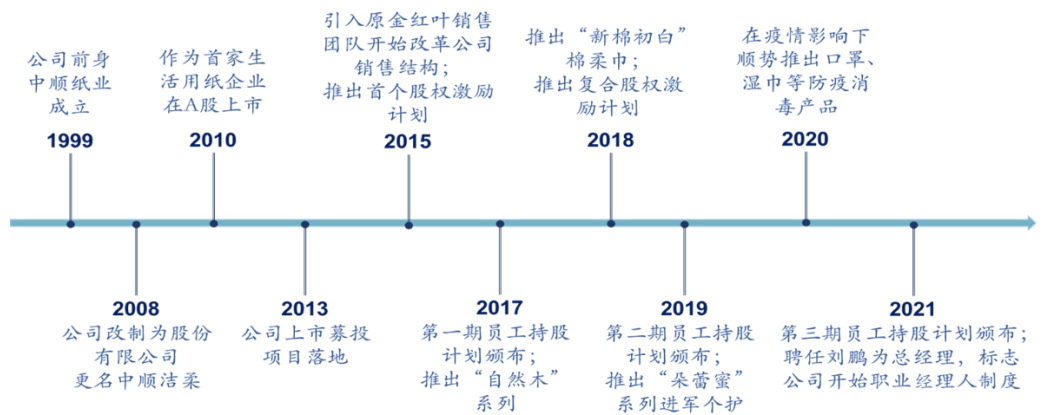 公司前身
中顺纸业
成立
1999
作为首家生
活用纸企业
在A股上市
2010
引入原金红叶销售
团队开始改革公司
销售结构；
推出首个股权激励
计划
2015
推出“新棉初白”
棉柔巾；
推出复合股权激
励计划
2018
在疫情影响下
顺势推出口罩、
湿巾等防疫消
毒产品
2020
2008
公司改制为股份
有限公司
更名中顺洁柔
2013
公司上市募投
项目落地
2017
第一期员工持股
计划颁布；
推出“自然木”
系列
2019
第二期员工持股
计划颁布；
推出“朵蕾蜜”
系列进军个护
2021
第三期员工持股计划颁布；
聘任刘鹏为总经理，标志
公司开始职业经理人制度